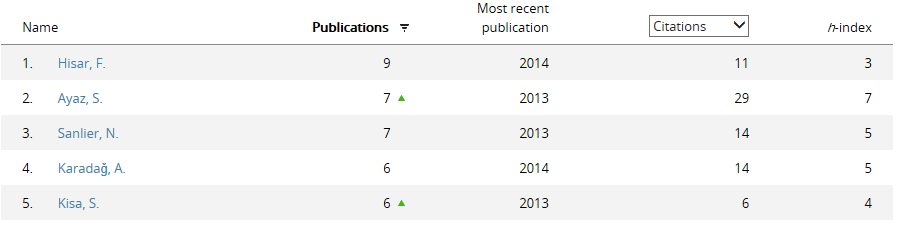 Name Publications Most recent publication Citations h-index
1. Hisar, F. 9 2014 11 3
2. Ayaz, S. 7 2013 29 7
3. Sanlier, N. 7 2013 14 5
4. Karadağ, A. 6 2014 14 5
5. Kisa, S. 6 2013 6 4